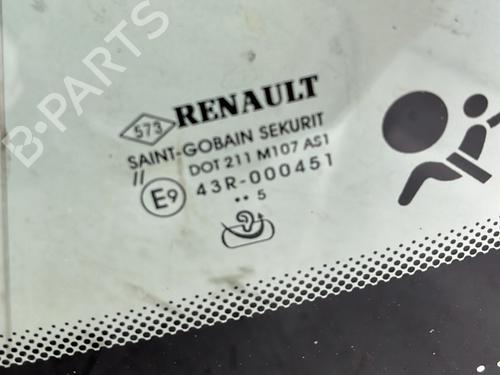 B-PARTS
573
RENAULT
SAINT-GOBAIN SEKURIT
// DOT 211 M107 AS1
E9 43R-000451
•• 5